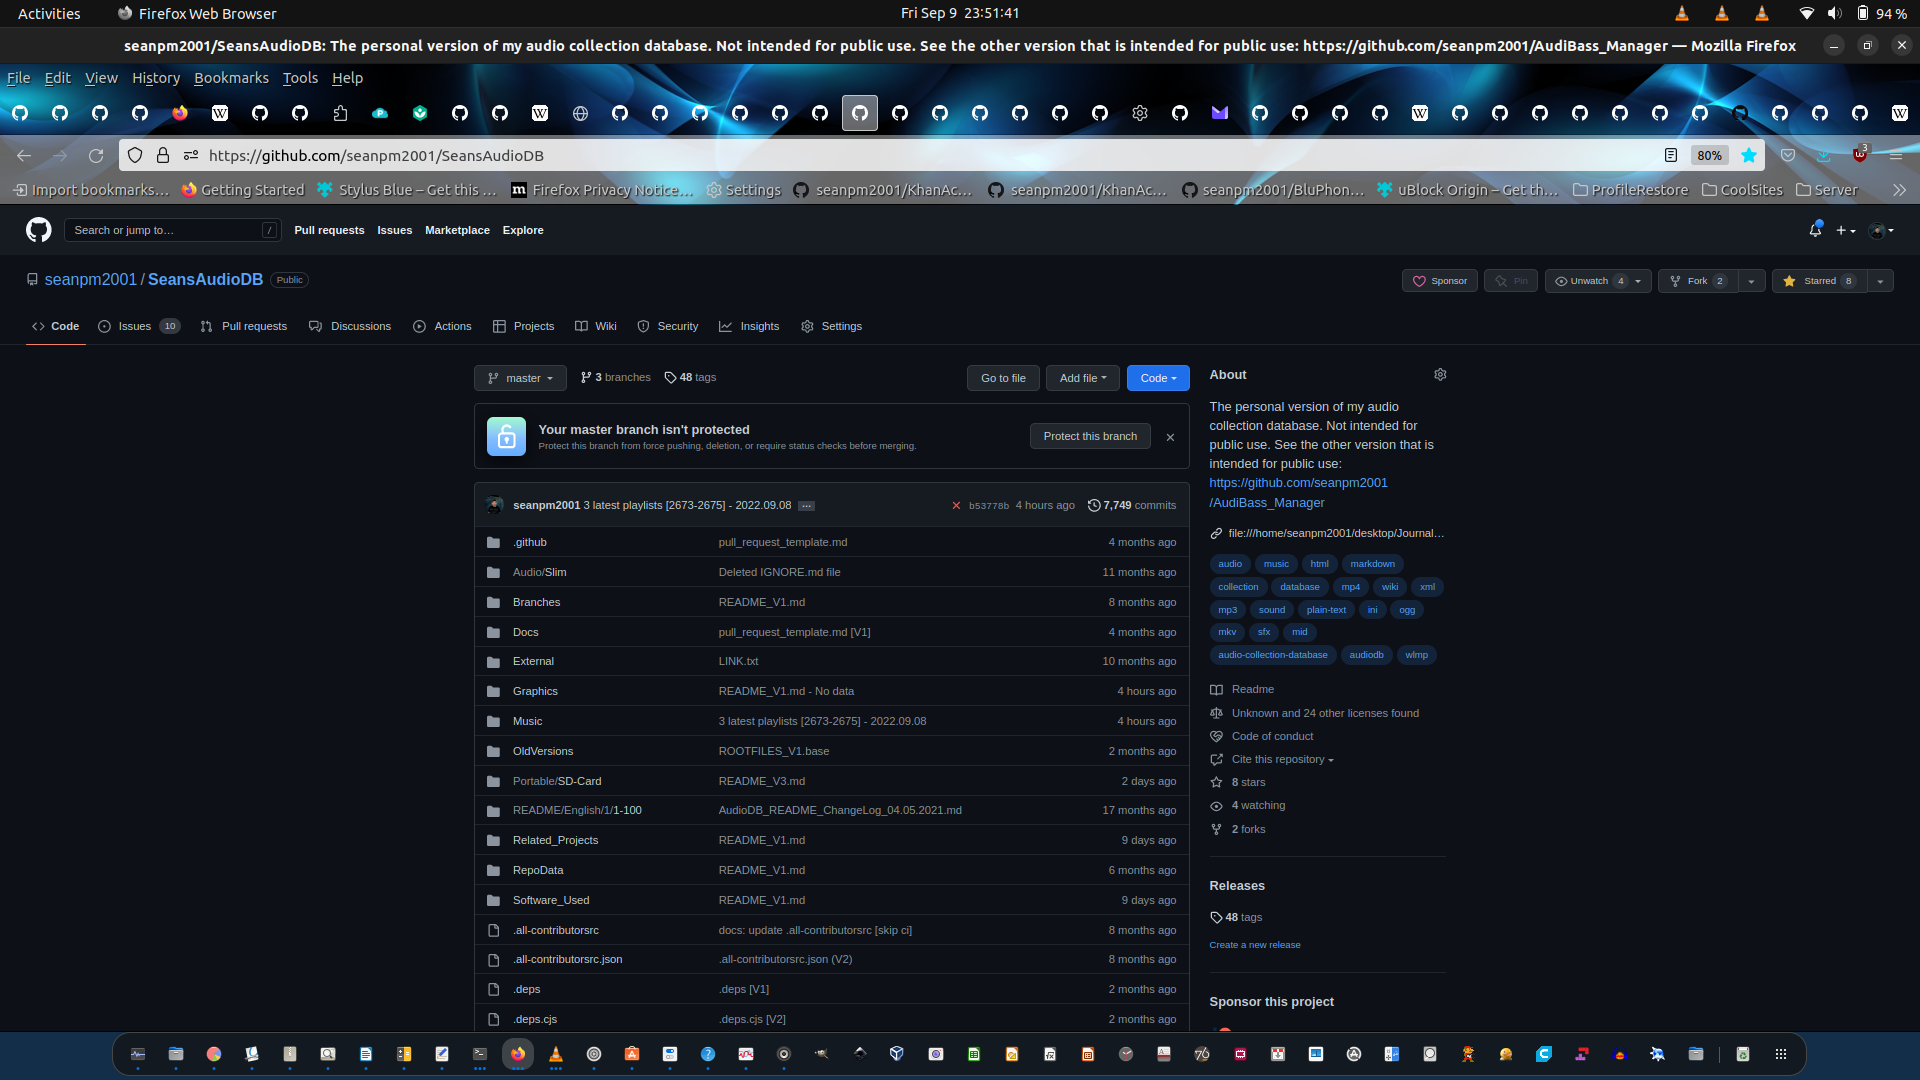 Activities
Firefox Web Browser
Fri Sep 9 23:51:41
94 %
seanpm2001/SeansAudioDB: The personal version of my audio collection database. Not intended for public use. See the other version that is intended for public use: https://github.com/seanpm2001/AudiBass_Manager — Mozilla Firefox
File Edit View History Bookmarks Tools Help
https://github.com/seanpm2001/SeansAudioDB
80%
3
Import bookmarks… Getting Started Stylus Blue – Get this … Firefox Privacy Notice… Settings seanpm2001/KhanAc… seanpm2001/KhanAc… seanpm2001/BluPhon… uBlock Origin – Get th… ProfileRestore CoolSites Server
Search or jump to… /
Pull requests Issues Marketplace Explore
seanpm2001 / SeansAudioDB Public
Sponsor Pin Unwatch 4 Fork 2 Starred 8
Code Issues 10 Pull requests Discussions Actions Projects Wiki Security Insights Settings
master 3 branches 48 tags Go to file Add file Code
Your master branch isn't protected
Protect this branch from force pushing, deletion, or require status checks before merging.
Protect this branch
seanpm2001 3 latest playlists [2673-2675] - 2022.09.08 … b53778b 4 hours ago 7,749 commits
.github pull_request_template.md 4 months ago
Audio/Slim Deleted IGNORE.md file 11 months ago
Branches README_V1.md 8 months ago
Docs pull_request_template.md [V1] 4 months ago
External LINK.txt 10 months ago
Graphics README_V1.md - No data 4 hours ago
Music 3 latest playlists [2673-2675] - 2022.09.08 4 hours ago
OldVersions ROOTFILES_V1.base 2 months ago
Portable/SD-Card README_V3.md 2 days ago
README/English/1/1-100 AudioDB_README_ChangeLog_04.05.2021.md 17 months ago
Related_Projects README_V1.md 9 days ago
RepoData README_V1.md 6 months ago
Software_Used README_V1.md 9 days ago
.all-contributorsrc docs: update .all-contributorsrc [skip ci] 8 months ago
.all-contributorsrc.json .all-contributorsrc.json (V2) 8 months ago
.deps .deps [V1] 2 months ago
.deps.cjs .deps.cjs [V2] 2 months ago
About
The personal version of my audio
collection database. Not intended for
public use. See the other version that is
intended for public use:
https://github.com/seanpm2001
/AudiBass_Manager
file:///home/seanpm2001/desktop/Journal…
audio music html markdown
collection database mp4 wiki xml
mp3 sound plain-text ini ogg
mkv sfx mid
audio-collection-database audiodb wlmp
Readme
Unknown and 24 other licenses found
Code of conduct
Cite this repository
8 stars
4 watching
2 forks
Releases
48 tags
Create a new release
Sponsor this project